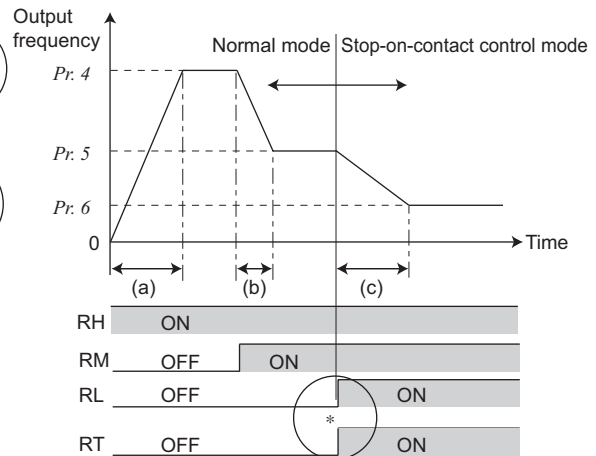 Output
frequency
Normal mode Stop-on-contact control mode
Pr. 4
Pr. 5
Pr. 6
0
Time
(a) (b) (c)
RH ON
RM OFF ON
RL OFF ON
*
RT OFF ON